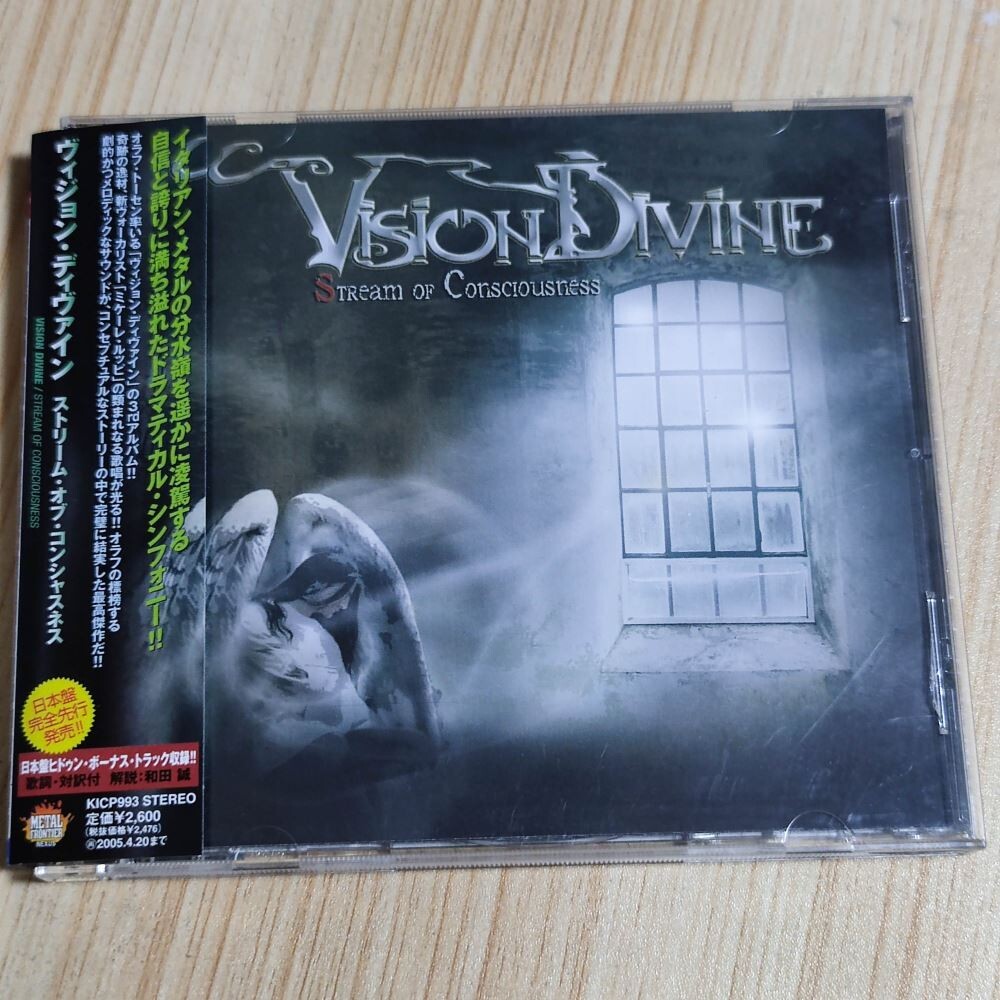 ヴィジョン・ディヴァイン ストリーム・オブ・コンシャスネス
VISION DIVINE / STREAM OF CONSCIOUSNESS
イタリアン・メタルの分水嶺を遥かに凌駕する
自信と誇りに満ち溢れたドラマティカル・シンフォニー!!
オラフ・トーセン率いる「ヴィジョン・ディヴァイン」の3rdアルバム!!
奇跡の逸材、新ヴォーカリスト「ミケーレ・ルッピ」の類まれなる歌唱が光る!! オラフの標榜する
劇的かつメロディックなサウンドが、コンセプチュアルなストーリーの中で完璧に結実した最高傑作だ!!
日本盤
完全先行
発売!!
日本盤ヒドゥン・ボーナス・トラック収録!!
歌詞・対訳付 解説:和田 誠
KICP993 STEREO
定価¥2,600
(税抜価格¥2,476)
2005.4.20まで
METAL
FRONTIER
NEXUS
VISION DIVINE
STREAM OF CONSCIOUSNESS